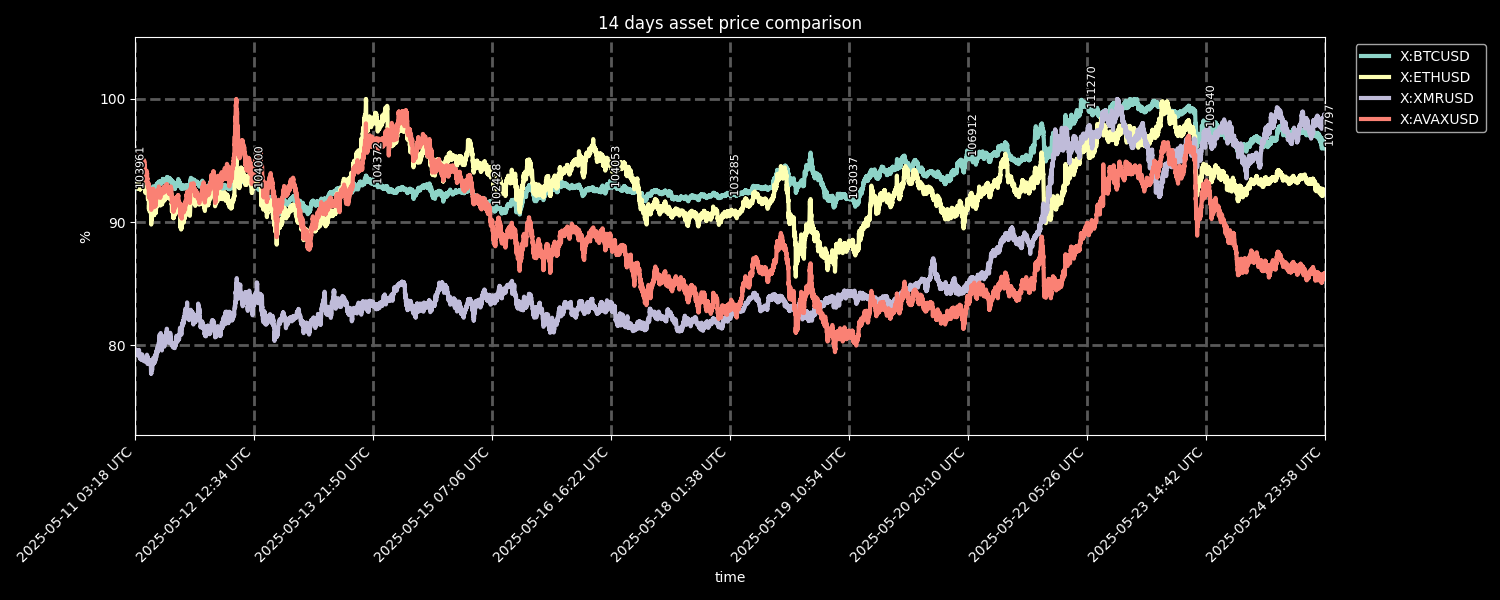 14 days asset price comparison
X:BTCUSD
X:ETHUSD
X:XMRUSD
X:AVAXUSD
100
90
80
%
103961
104000
104372
102428
104053
103285
103037
106912
111270
109540
107797
2025-05-11 03:18 UTC
2025-05-12 12:34 UTC
2025-05-13 21:50 UTC
2025-05-15 07:06 UTC
2025-05-16 16:22 UTC
2025-05-18 01:38 UTC
2025-05-19 10:54 UTC
2025-05-20 20:10 UTC
2025-05-22 05:26 UTC
2025-05-23 14:42 UTC
2025-05-24 23:58 UTC
time